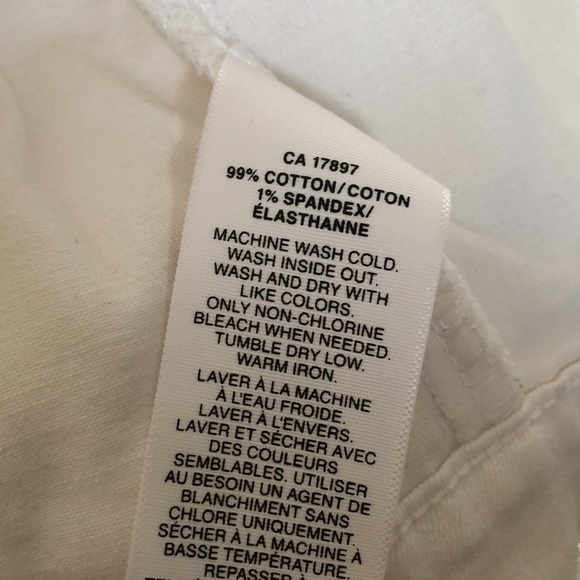 CA 17897
99% COTTON/COTON
1% SPANDEX/
ÉLASTHANNE
MACHINE WASH COLD.
WASH INSIDE OUT.
WASH AND DRY WITH
LIKE COLORS.
ONLY NON-CHLORINE
BLEACH WHEN NEEDED.
TUMBLE DRY LOW.
WARM IRON.
LAVER À LA MACHINE
À L'EAU FROIDE.
LAVER À L'ENVERS.
LAVER ET SÉCHER AVEC
DES COULEURS
SEMBLABLES. UTILISER
AU BESOIN UN AGENT DE
BLANCHIMENT SANS
CHLORE UNIQUEMENT.
SÉCHER À LA MACHINE À
BASSE TEMPÉRATURE.
REPASSER À